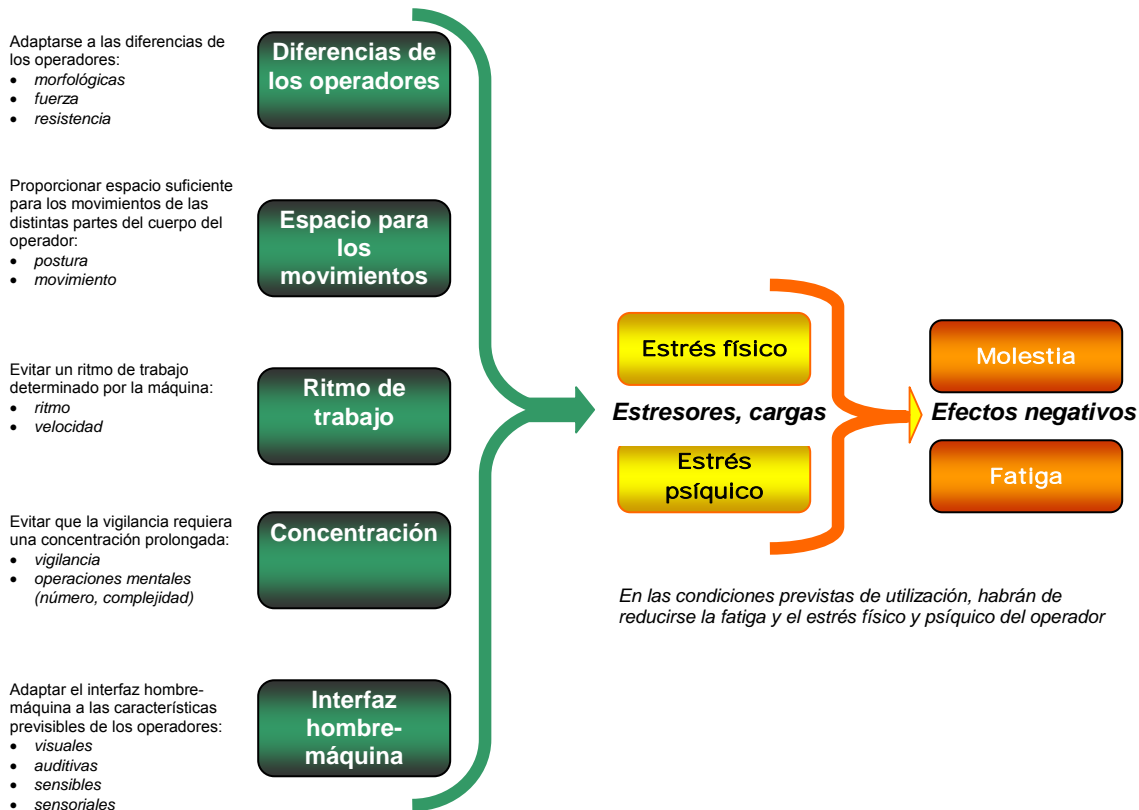 Adaptarse a las diferencias de
los operadores:
• morfológicas
• fuerza
• resistencia
Diferencias de
los operadores
Proporcionar espacio suficiente
para los movimientos de las
distintas partes del cuerpo del
operador:
• postura
• movimiento
Espacio para
los
movimientos
Evitar un ritmo de trabajo
determinado por la máquina:
• ritmo
• velocidad
Ritmo de
trabajo
Evitar que la vigilancia requiera
una concentración prolongada:
• vigilancia
• operaciones mentales
(número, complejidad)
Concentración
Adaptar el interfaz hombre-
máquina a las características
previsibles de los operadores:
• visuales
• auditivas
• sensibles
• sensoriales
Interfaz
hombre-
máquina
Estrés físico
Estresores, cargas
Estrés
psíquico
Molestia
Efectos negativos
Fatiga
En las condiciones previstas de utilización, habrán de
reducirse la fatiga y el estrés físico y psíquico del operador